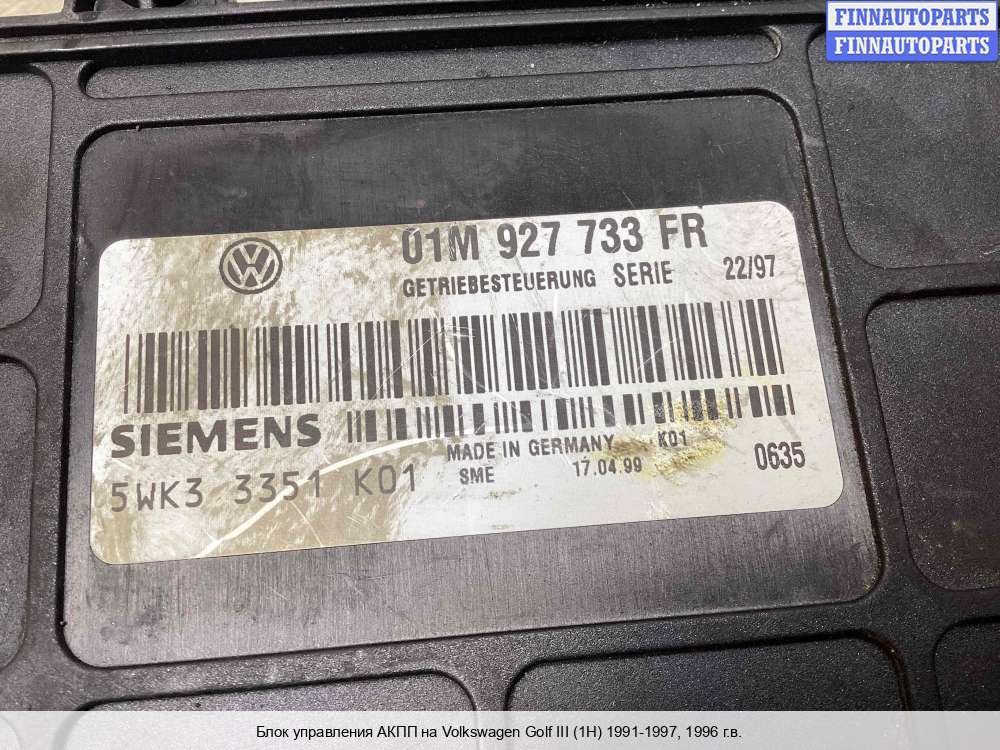 FINNAUTOPARTS
FINNAUTOPARTS
01M 927 733 FR
GETRIEBESTEUERUNG SERIE 22/97
SIEMENS
MADE IN GERMANY K01
5WK3 3351 K01 SME 17.04.99 0635
Блок управления АКПП на Volkswagen Golf III (1H) 1991-1997, 1996 г.в.